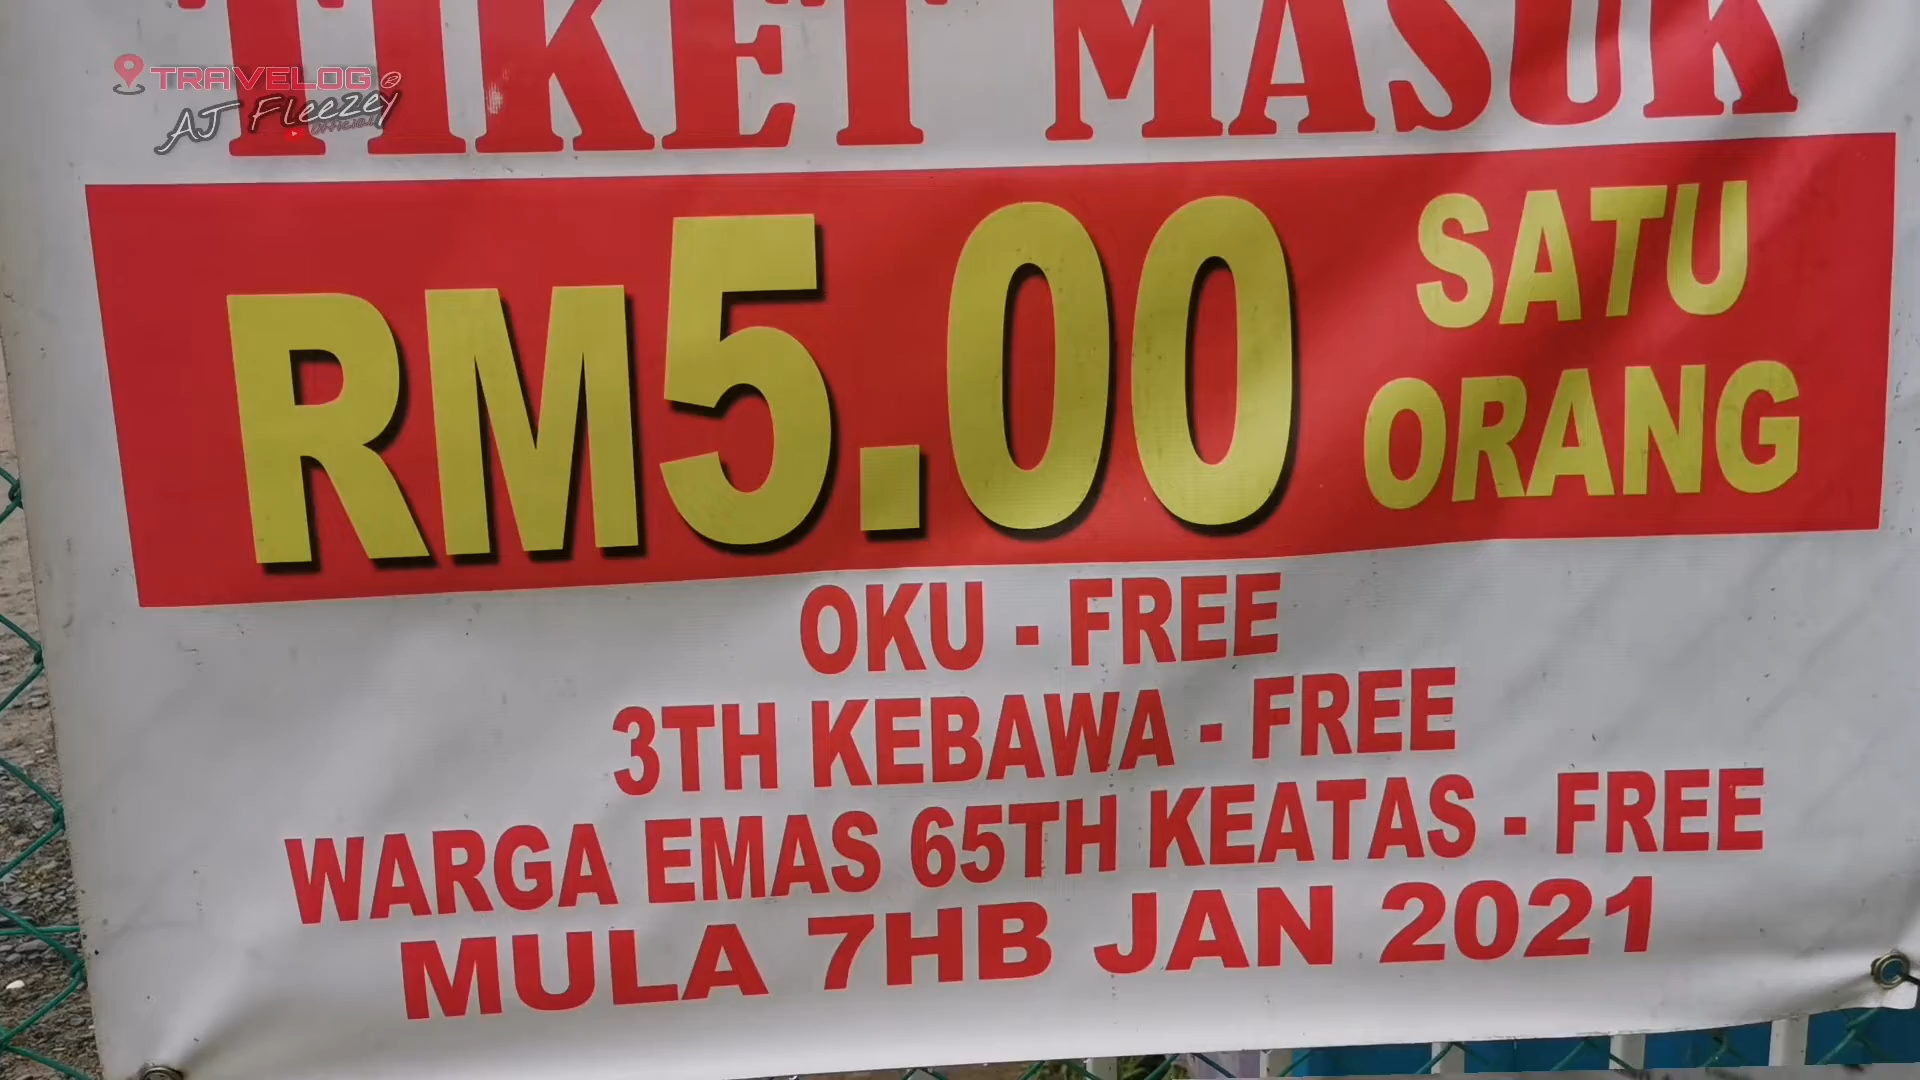 TIKET MASUK
TRAVELOG
AJ Fleezey
official
RM5.00 SATU ORANG
OKU - FREE
3TH KEBAWA - FREE
WARGA EMAS 65TH KEATAS - FREE
MULA 7HB JAN 2021